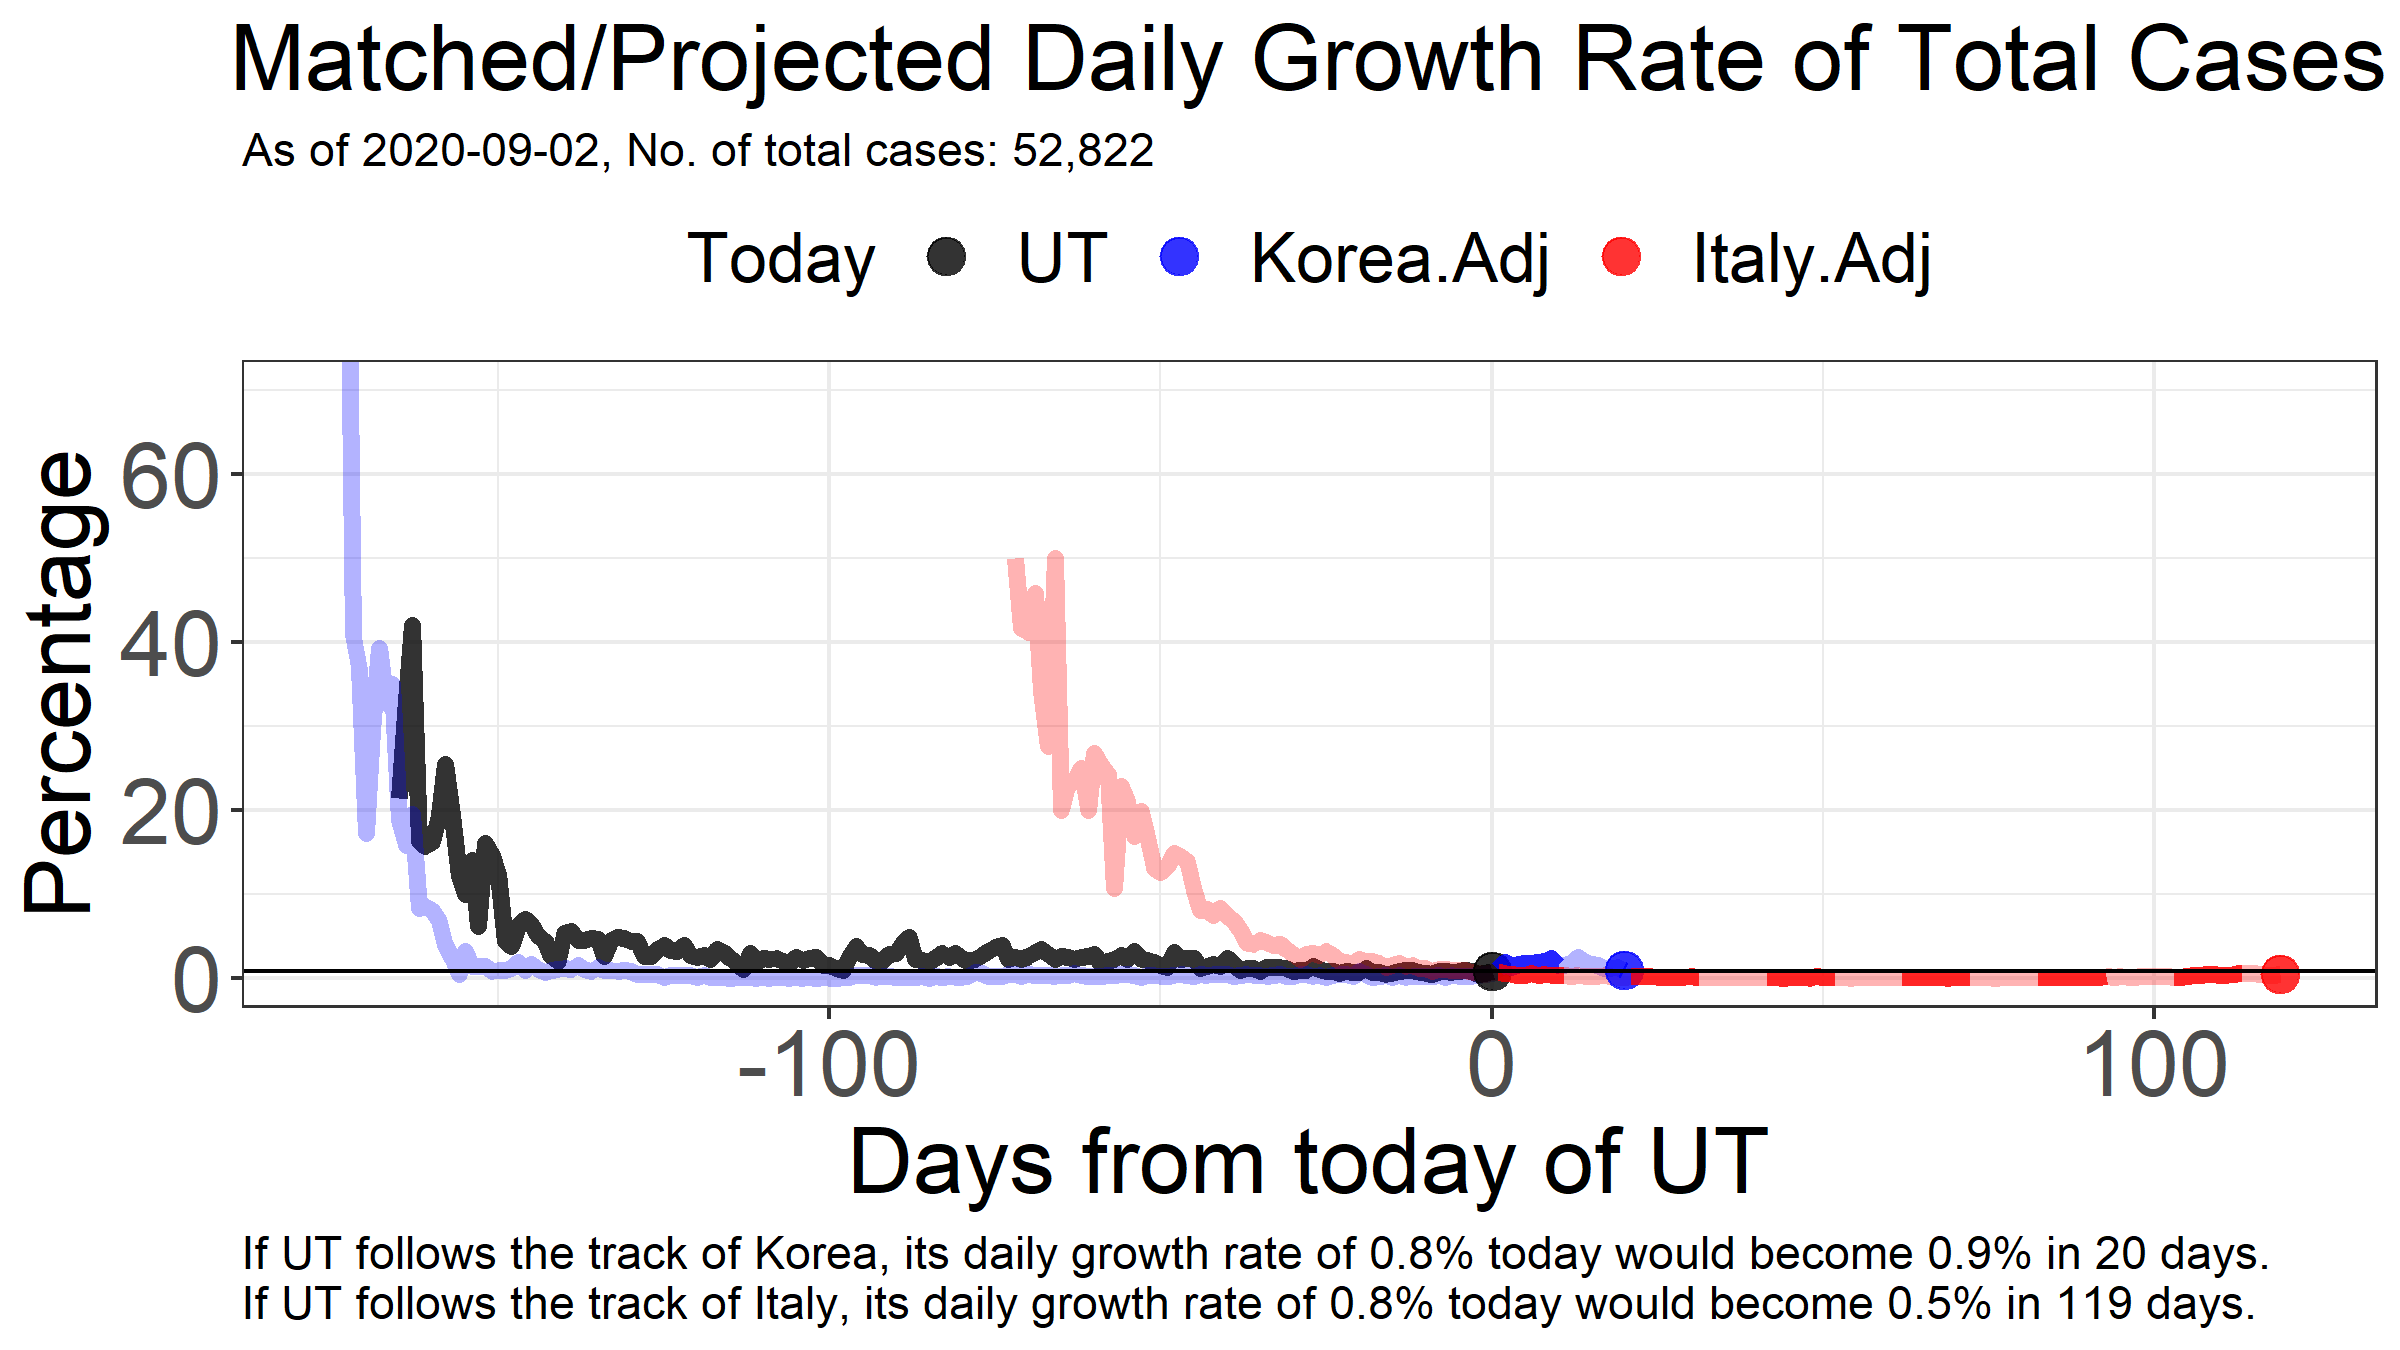 Matched/Projected Daily Growth Rate of Total Cases
As of 2020-09-02, No. of total cases: 52,822
Today UT Korea.Adj Italy.Adj
Percentage
60
40
20
0
-100 0 100
Days from today of UT
If UT follows the track of Korea, its daily growth rate of 0.8% today would become 0.9% in 20 days.
If UT follows the track of Italy, its daily growth rate of 0.8% today would become 0.5% in 119 days.